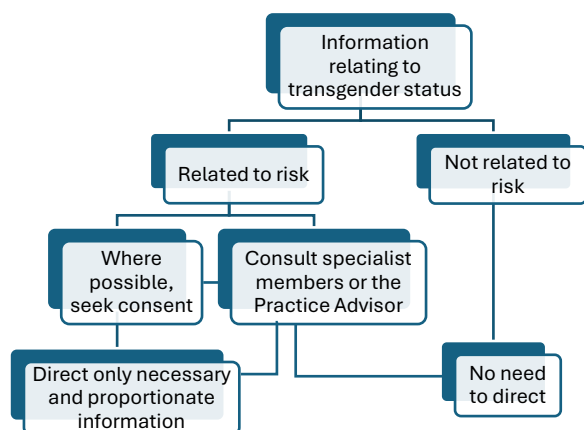 Information
relating to
transgender status
Related to risk
Not related to
risk
Where
possible,
seek consent
Consult specialist
members or the
Practice Advisor
Direct only necessary
and proportionate
information
No need
to direct